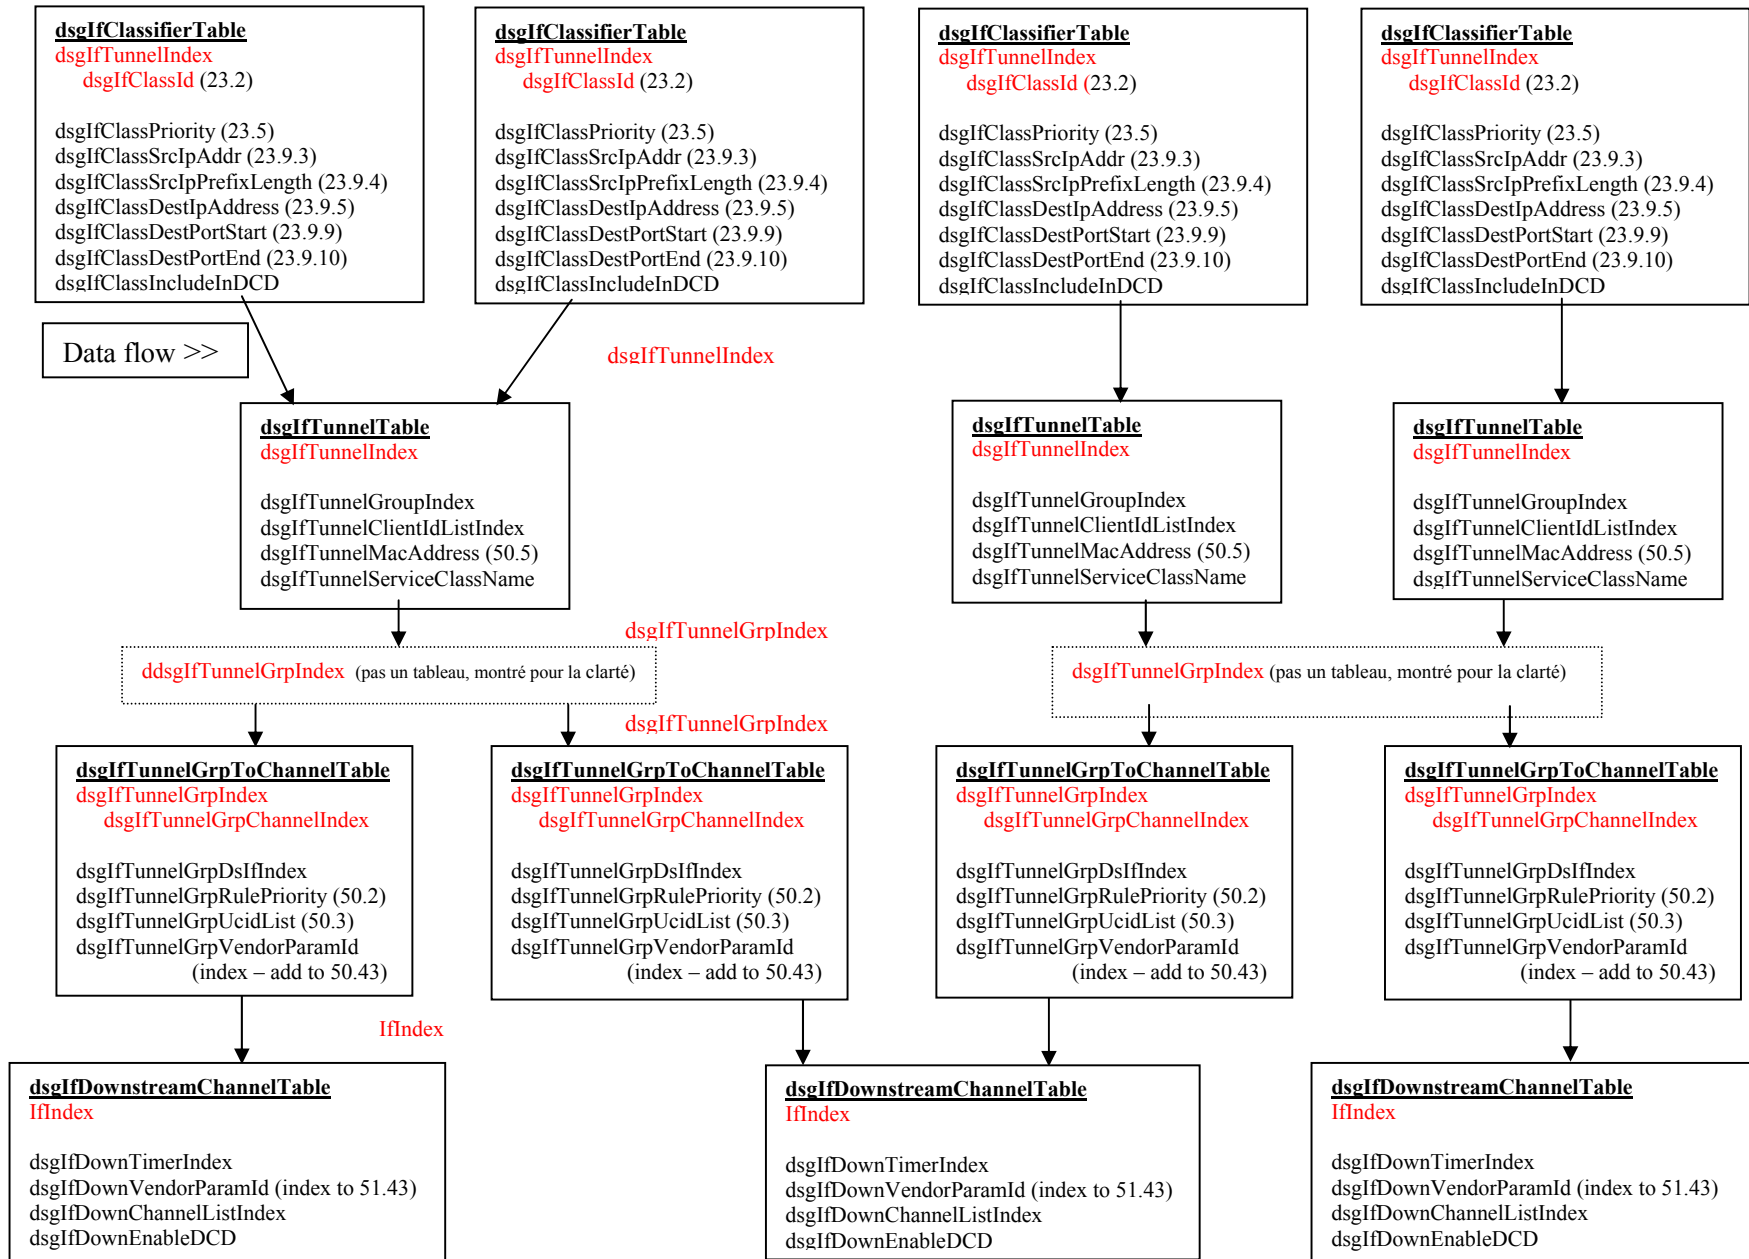 dsgIfClassifierTable
dsgIfTunnelIndex
dsgIfClassId (23.2)
dsgIfClassPriority (23.5)
dsgIfClassSrcIpAddr (23.9.3)
dsgIfClassSrcIpPrefixLength (23.9.4)
dsgIfClassDestIpAddress (23.9.5)
dsgIfClassDestPortStart (23.9.9)
dsgIfClassDestPortEnd (23.9.10)
dsgIfClassIncludeInDCD
dsgIfClassifierTable
dsgIfTunnelIndex
dsgIfClassId (23.2)
dsgIfClassPriority (23.5)
dsgIfClassSrcIpAddr (23.9.3)
dsgIfClassSrcIpPrefixLength (23.9.4)
dsgIfClassDestIpAddress (23.9.5)
dsgIfClassDestPortStart (23.9.9)
dsgIfClassDestPortEnd (23.9.10)
dsgIfClassIncludeInDCD
dsgIfClassifierTable
dsgIfTunnelIndex
dsgIfClassId (23.2)
dsgIfClassPriority (23.5)
dsgIfClassSrcIpAddr (23.9.3)
dsgIfClassSrcIpPrefixLength (23.9.4)
dsgIfClassDestIpAddress (23.9.5)
dsgIfClassDestPortStart (23.9.9)
dsgIfClassDestPortEnd (23.9.10)
dsgIfClassIncludeInDCD
dsgIfClassifierTable
dsgIfTunnelIndex
dsgIfClassId (23.2)
dsgIfClassPriority (23.5)
dsgIfClassSrcIpAddr (23.9.3)
dsgIfClassSrcIpPrefixLength (23.9.4)
dsgIfClassDestIpAddress (23.9.5)
dsgIfClassDestPortStart (23.9.9)
dsgIfClassDestPortEnd (23.9.10)
dsgIfClassIncludeInDCD
Data flow >>
dsgIfTunnelIndex
dsgIfTunnelTable
dsgIfTunnelIndex
dsgIfTunnelGroupIndex
dsgIfTunnelClientIdListIndex
dsgIfTunnelMacAddress (50.5)
dsgIfTunnelServiceClassName
dsgIfTunnelTable
dsgIfTunnelIndex
dsgIfTunnelGroupIndex
dsgIfTunnelClientIdListIndex
dsgIfTunnelMacAddress (50.5)
dsgIfTunnelServiceClassName
dsgIfTunnelTable
dsgIfTunnelIndex
dsgIfTunnelGroupIndex
dsgIfTunnelClientIdListIndex
dsgIfTunnelMacAddress (50.5)
dsgIfTunnelServiceClassName
dsgIfTunnelGrpIndex
ddsgIfTunnelGrpIndex (pas un tableau, montré pour la clarté)
dsgIfTunnelGrpIndex (pas un tableau, montré pour la clarté)
dsgIfTunnelGrpIndex
dsgIfTunnelGrpToChannelTable
dsgIfTunnelGrpIndex
dsgIfTunnelGrpChannelIndex
dsgIfTunnelGrpDsIfIndex
dsgIfTunnelGrpRulePriority (50.2)
dsgIfTunnelGrpUcidList (50.3)
dsgIfTunnelGrpVendorParamId
(index – add to 50.43)
dsgIfTunnelGrpToChannelTable
dsgIfTunnelGrpIndex
dsgIfTunnelGrpChannelIndex
dsgIfTunnelGrpDsIfIndex
dsgIfTunnelGrpRulePriority (50.2)
dsgIfTunnelGrpUcidList (50.3)
dsgIfTunnelGrpVendorParamId
(index – add to 50.43)
dsgIfTunnelGrpToChannelTable
dsgIfTunnelGrpIndex
dsgIfTunnelGrpChannelIndex
dsgIfTunnelGrpDsIfIndex
dsgIfTunnelGrpRulePriority (50.2)
dsgIfTunnelGrpUcidList (50.3)
dsgIfTunnelGrpVendorParamId
(index – add to 50.43)
dsgIfTunnelGrpToChannelTable
dsgIfTunnelGrpIndex
dsgIfTunnelGrpChannelIndex
dsgIfTunnelGrpDsIfIndex
dsgIfTunnelGrpRulePriority (50.2)
dsgIfTunnelGrpUcidList (50.3)
dsgIfTunnelGrpVendorParamId
(index – add to 50.43)
IfIndex
dsgIfDownstreamChannelTable
IfIndex
dsgIfDownTimerIndex
dsgIfDownVendorParamId (index to 51.43)
dsgIfDownChannelListIndex
dsgIfDownEnableDCD
dsgIfDownstreamChannelTable
IfIndex
dsgIfDownTimerIndex
dsgIfDownVendorParamId (index to 51.43)
dsgIfDownChannelListIndex
dsgIfDownEnableDCD
dsgIfDownstreamChannelTable
IfIndex
dsgIfDownTimerIndex
dsgIfDownVendorParamId (index to 51.43)
dsgIfDownChannelListIndex
dsgIfDownEnableDCD